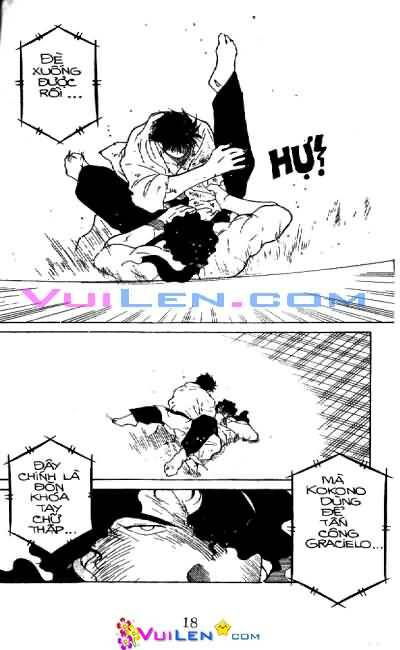 ĐÈ
XUỐNG
ĐƯỢC
RỒI...
HỰ!!
VUILEN.COM
MÀ
KOKONO
DÙNG
ĐỂ
TẤN
CÔNG
GRACIELO...
ĐÂY
CHÍNH LÀ
ĐÒN
KHÓA
TAY
CHỮ
THẬP...
18
VUILEN